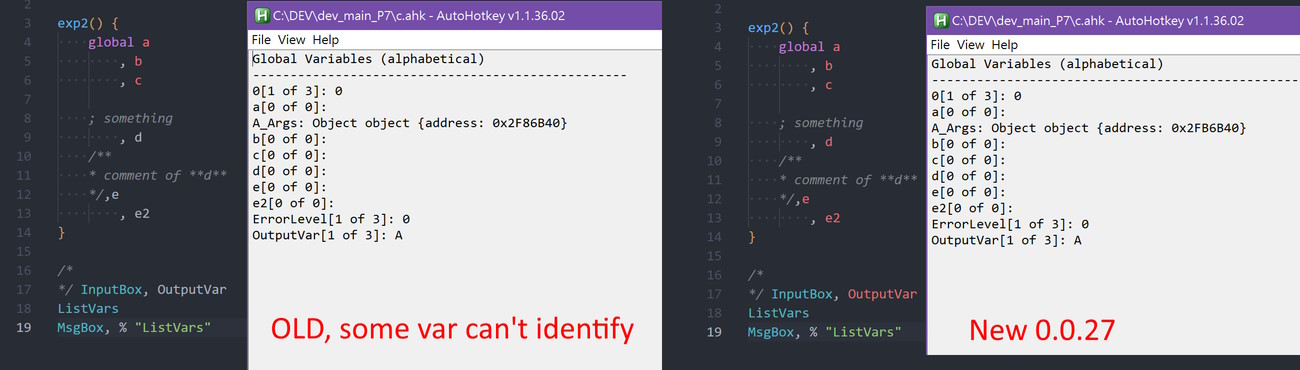 2
3 exp2() {
4 global a
5 , b
6 , c
7
8 ; something
9 , d
10 /**
11 * comment of **d**
12 */,e
13 , e2
14 }
15
16 /*
17 */ InputBox, OutputVar
18 ListVars
19 MsgBox, % "ListVars"
C:\DEV\dev_main_P7\c.ahk - AutoHotkey v1.1.36.02
File View Help
Global Variables (alphabetical)
--------------------------------------------------
0[1 of 3]: 0
a[0 of 0]:
A_Args: Object object {address: 0x2F86B40}
b[0 of 0]:
c[0 of 0]:
d[0 of 0]:
e[0 of 0]:
e2[0 of 0]:
ErrorLevel[1 of 3]: 0
OutputVar[1 of 3]: A
OLD, some var can't identify
2
3 exp2() {
4 global a
5 , b
6 , c
7
8 ; something
9 , d
10 /**
11 * comment of **d**
12 */,e
13 , e2
14 }
15
16 /*
17 */ InputBox, OutputVar
18 ListVars
19 MsgBox, % "ListVars"
C:\DEV\dev_main_P7\c.ahk - AutoHotkey v1.1.36.02
File View Help
Global Variables (alphabetical)
--------------------------------------------------
0[1 of 3]: 0
a[0 of 0]:
A_Args: Object object {address: 0x2FB6B40}
b[0 of 0]:
c[0 of 0]:
d[0 of 0]:
e[0 of 0]:
e2[0 of 0]:
ErrorLevel[1 of 3]: 0
OutputVar[1 of 3]: A
New 0.0.27